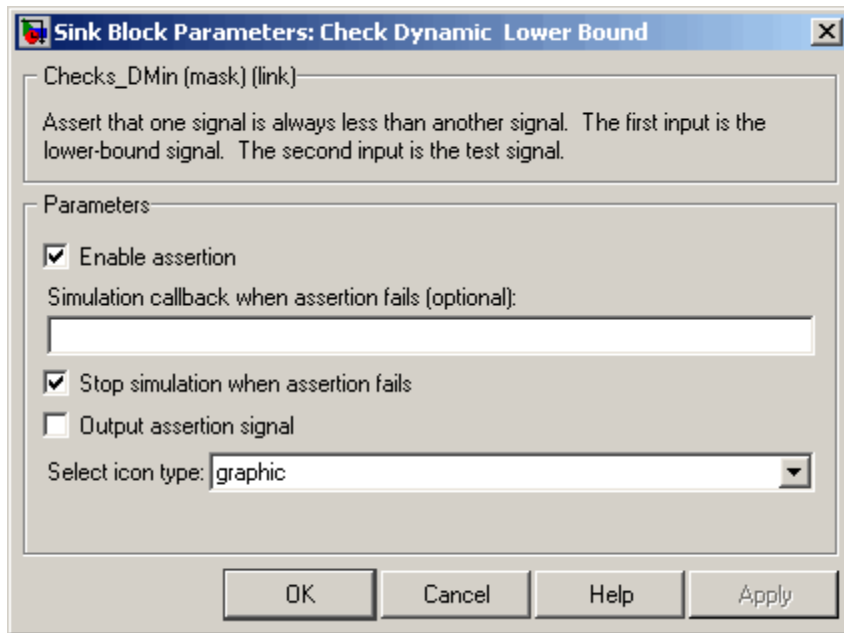 Sink Block Parameters: Check Dynamic  Lower Bound
Checks_DMin (mask) (link)
Assert that one signal is always less than another signal.  The first input is the
lower-bound signal.  The second input is the test signal.
Parameters
Enable assertion
Simulation callback when assertion fails (optional):
Stop simulation when assertion fails
Output assertion signal
Select icon type: graphic
OK Cancel Help Apply